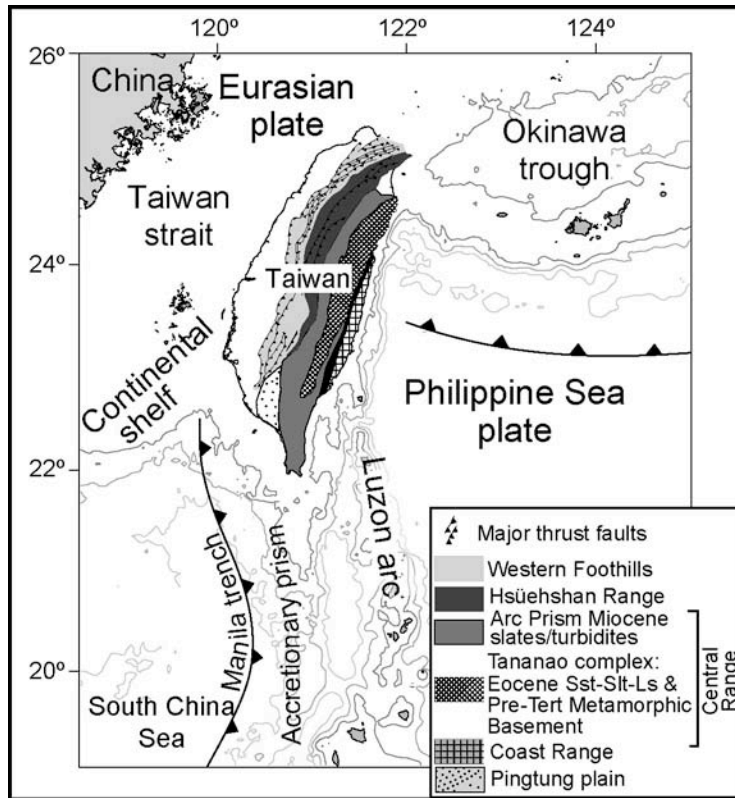 120º
122º
124º
26º
24º
22º
20º
China
Eurasian
plate
Okinawa
trough
Taiwan
strait
Taiwan
Continental
shelf
Philippine Sea
plate
Luzon arc
Manila trench
Accretionary prism
South China
Sea
Major thrust faults
Western Foothills
Hsüehshan Range
Arc Prism Miocene
slates/turbidites
Tananao complex:
Eocene Sst-Slt-Ls &
Pre-Tert Metamorphic
Basement
Coast Range
Pingtung plain
Central
Range